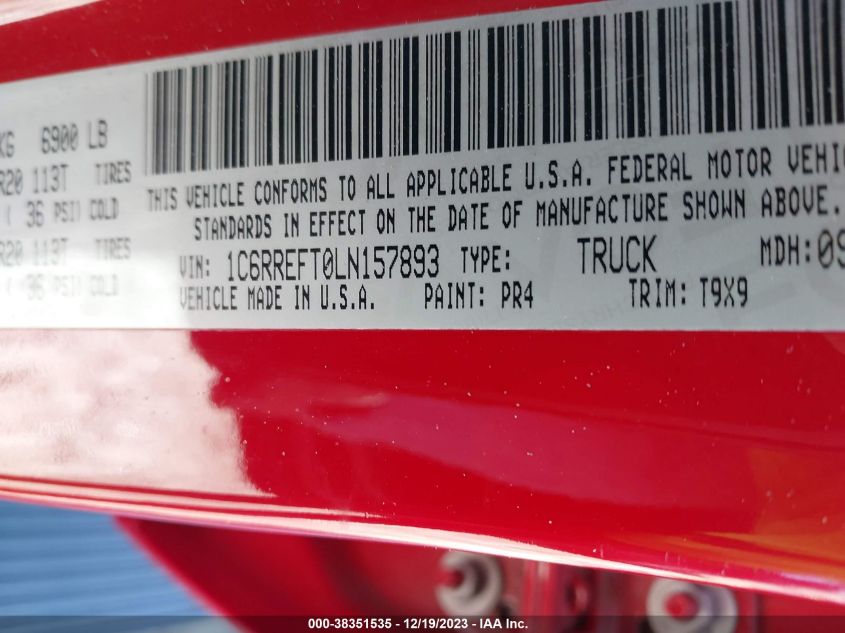 KG 6900 LB
R20 113T TIRES
( 36 PSI) COLD
R20 113T TIRES
( 36 PSI) COLD
THIS VEHICLE CONFORMS TO ALL APPLICABLE U.S.A. FEDERAL MOTOR VEHI
STANDARDS IN EFFECT ON THE DATE OF MANUFACTURE SHOWN ABOVE.
VIN: 1C6RREFT0LN157893 TYPE: TRUCK MDH: 09
VEHICLE MADE IN U.S.A. PAINT: PR4 TRIM: T9X9
000-38351535 - 12/19/2023 - IAA Inc.